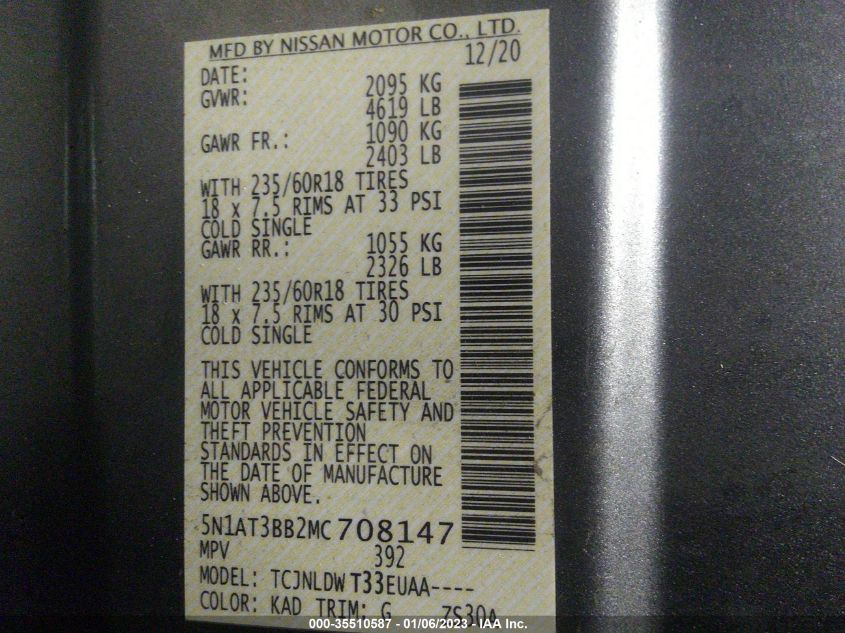 MFD BY NISSAN MOTOR CO., LTD.
DATE: 12/20
GVWR: 2095 KG
4619 LB
GAWR FR.: 1090 KG
2403 LB
WITH 235/60R18 TIRES
18 x 7.5 RIMS AT 33 PSI
COLD SINGLE
GAWR RR.: 1055 KG
2326 LB
WITH 235/60R18 TIRES
18 x 7.5 RIMS AT 30 PSI
COLD SINGLE
THIS VEHICLE CONFORMS TO
ALL APPLICABLE FEDERAL
MOTOR VEHICLE SAFETY AND
THEFT PREVENTION
STANDARDS IN EFFECT ON
THE DATE OF MANUFACTURE
SHOWN ABOVE.
5N1AT3BB2MC708147
MPV 392
MODEL: TCJNLDWT33EUAA----
COLOR: KAD TRIM: G ZS30A
000-35510587 - 01/06/2023 - IAA Inc.